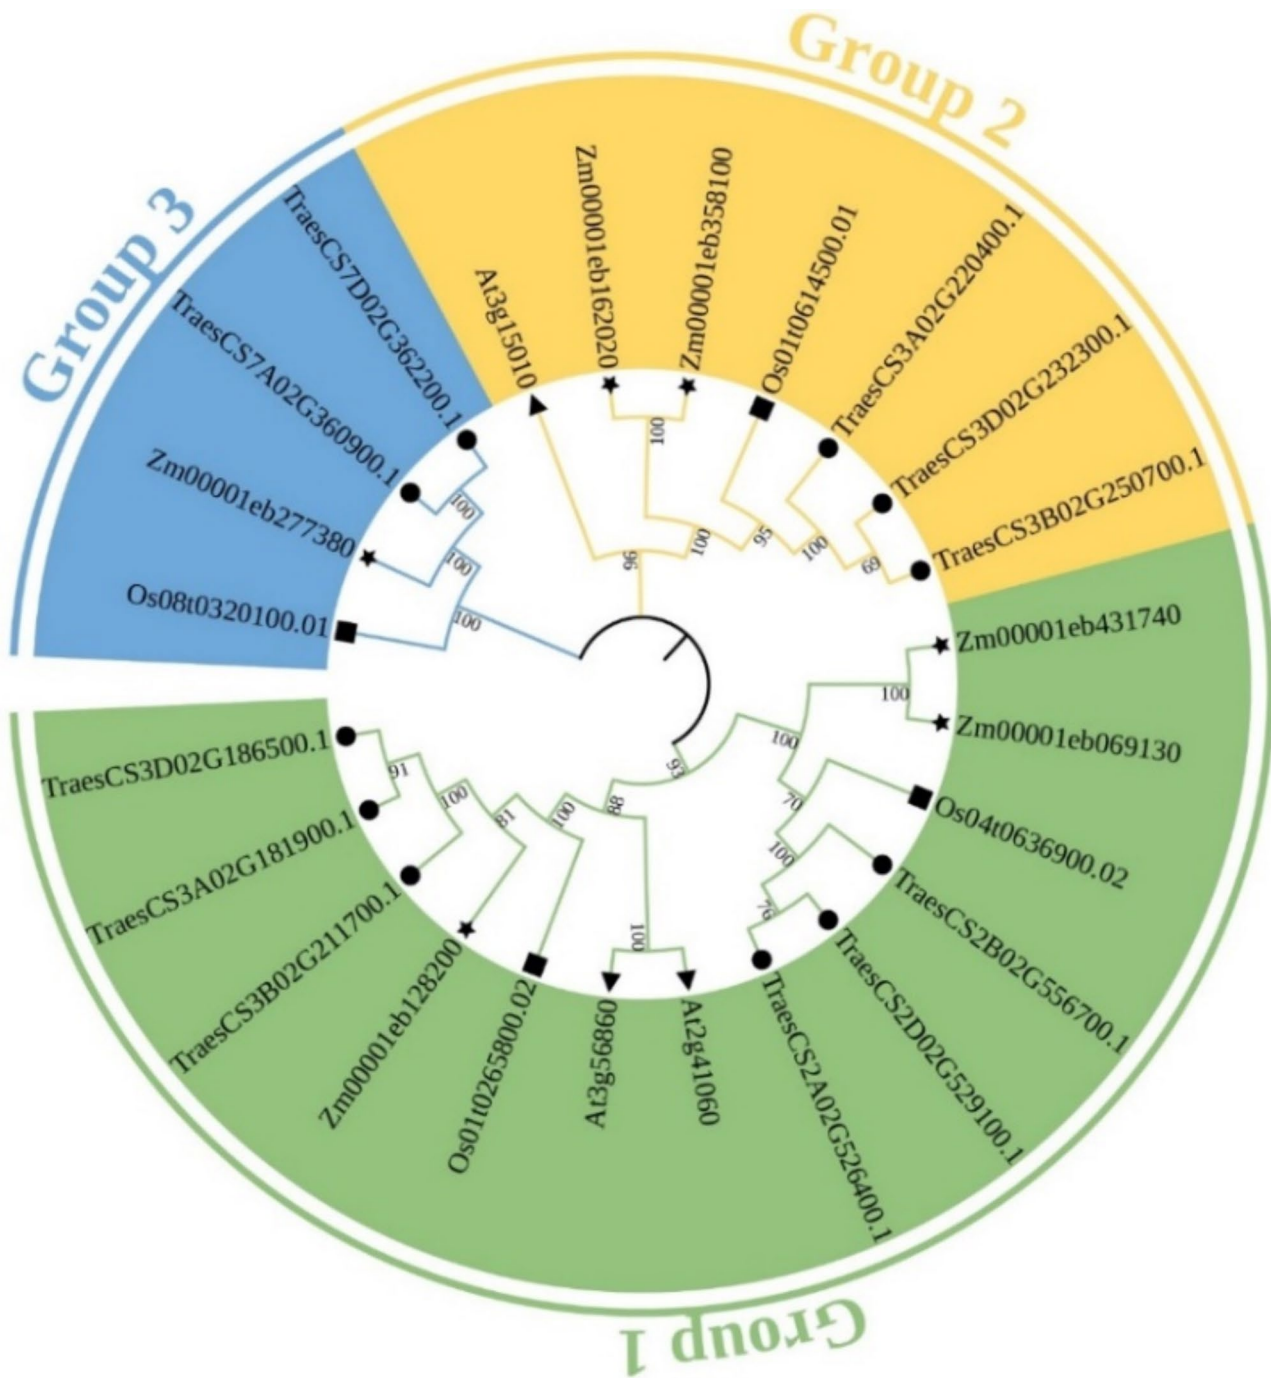 Group 2
Group 3
Group 1
TraesCS7D02G362200.1
TraesCS7A02G360900.1
Zm00001eb277380
Os08t0320100.01
At3g15010
Zm00001eb162020
Zm00001eb358100
Os01t0614500.01
TraesCS3A02G220400.1
TraesCS3D02G232300.1
TraesCS3B02G250700.1
Zm00001eb431740
Zm00001eb069130
Os04t0636900.02
TraesCS2B02G556700.1
TraesCS2D02G529100.1
TraesCS2A02G526400.1
At2g41060
At3g56860
Os01t0265800.02
Zm00001eb128200
TraesCS3B02G211700.1
TraesCS3A02G181900.1
TraesCS3D02G186500.1
100
100
100
96
100
100
95
100
69
100
100
70
100
76
93
88
100
100
81
100
91